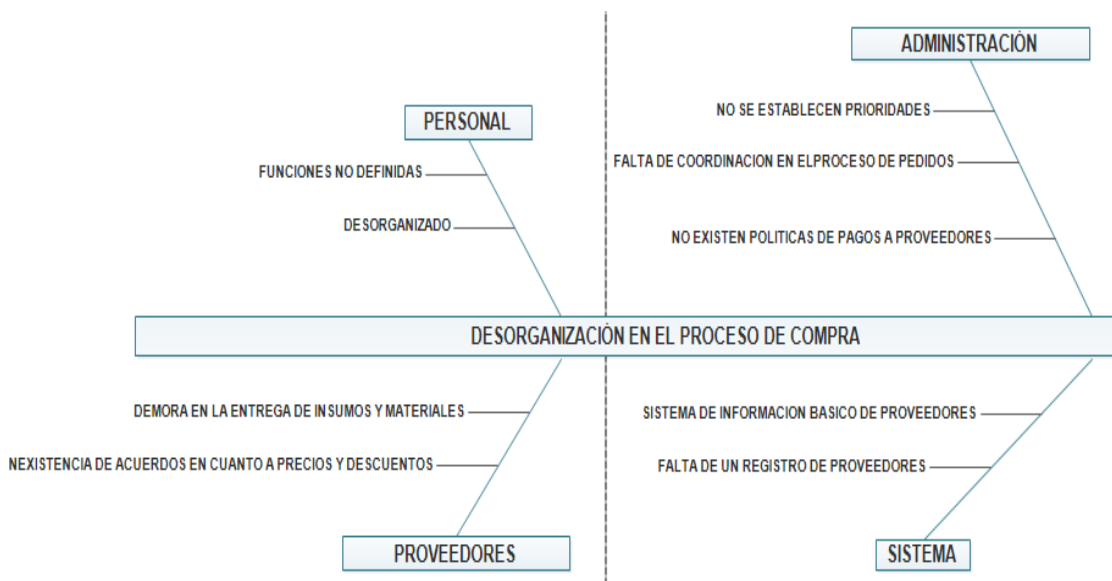 ADMINISTRACIÓN
NO SE ESTABLECEN PRIORIDADES
FALTA DE COORDINACION EN ELPROCESO DE PEDIDOS
NO EXISTEN POLITICAS DE PAGOS A PROVEEDORES
PERSONAL
FUNCIONES NO DEFINIDAS
DESORGANIZADO
DESORGANIZACIÓN EN EL PROCESO DE COMPRA
DEMORA EN LA ENTREGA DE INSUMOS Y MATERIALES
NEXISTENCIA DE ACUERDOS EN CUANTO A PRECIOS Y DESCUENTOS
PROVEEDORES
SISTEMA DE INFORMACION BASICO DE PROVEEDORES
FALTA DE UN REGISTRO DE PROVEEDORES
SISTEMA